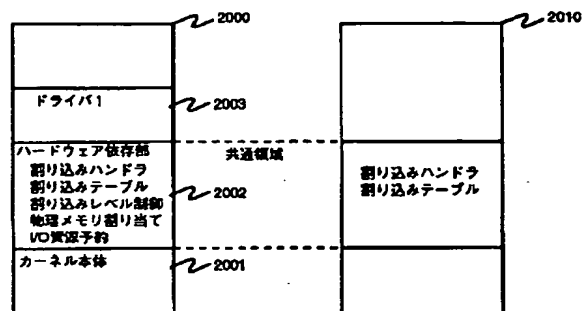 2000
2010
ドライバ1
2003
ハードウェア依存部
割り込みハンドラ
割り込みテーブル
割り込みレベル制御
物理メモリ割り当て
I/O資源予約
2002
共通領域
割り込みハンドラ
割り込みテーブル
カーネル本体
2001